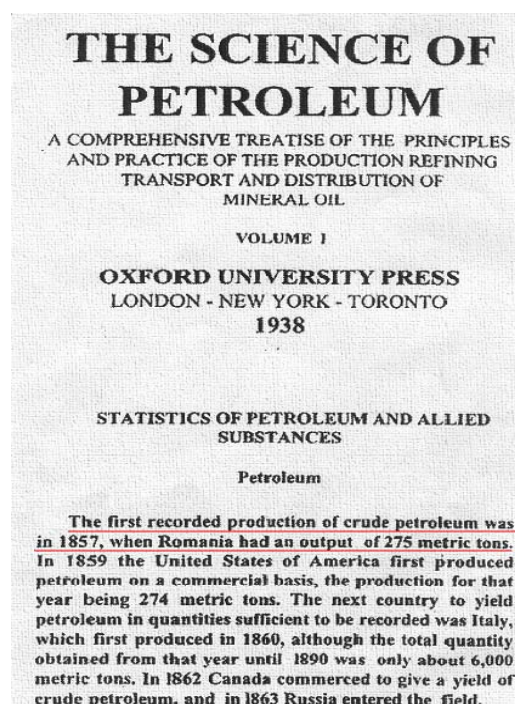 THE SCIENCE OF
PETROLEUM
A COMPREHENSIVE TREATISE OF THE PRINCIPLES
AND PRACTICE OF THE PRODUCTION REFINING
TRANSPORT AND DISTRIBUTION OF
MINERAL OIL
VOLUME I
OXFORD UNIVERSITY PRESS
LONDON - NEW YORK - TORONTO
1938
STATISTICS OF PETROLEUM AND ALLIED
SUBSTANCES
Petroleum
The first recorded production of crude petroleum was
in 1857, when Romania had an output of 275 metric tons.
In 1859 the United States of America first produced
petroleum on a commercial basis, the production for that
year being 274 metric tons. The next country to yield
petroleum in quantities sufficient to be recorded was Italy,
which first produced in 1860, although the total quantity
obtained from that year until 1890 was only about 6,000
metric tons. In 1862 Canada commerced to give a yield of
crude petroleum, and in 1863 Russia entered the field.